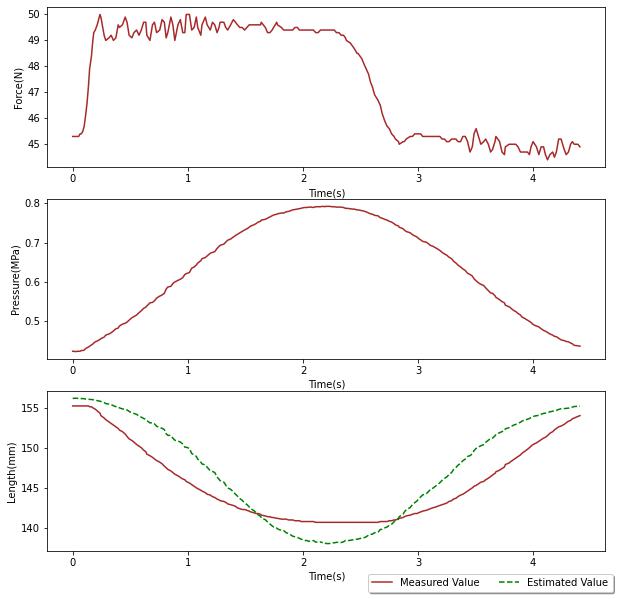 50
49
48
47
46
45
Force(N)
0 1 2 3 4
Time(s)
0.8
0.7
0.6
0.5
Pressure(MPa)
0 1 2 3 4
Time(s)
155
150
145
140
Length(mm)
0 1 2 3 4
Time(s)
Measured Value Estimated Value